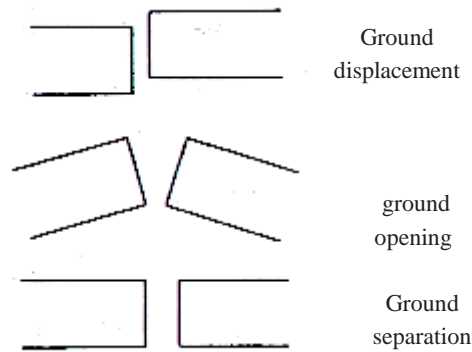 Ground
displacement
ground
opening
Ground
separation